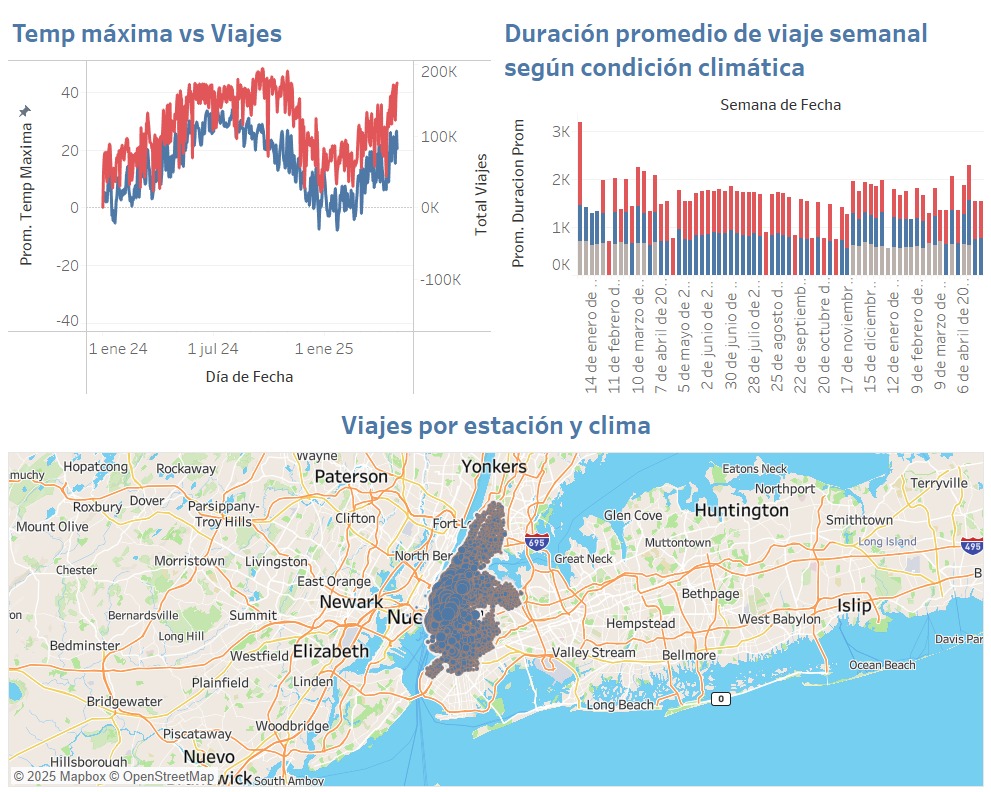 Temp máxima vs Viajes
Prom. Temp Maxima
40
20
0
-20
-40
200K
100K
0K
-100K
Total Viajes
1 ene 24
1 jul 24
1 ene 25
Día de Fecha
Duración promedio de viaje semanal
según condición climática
Semana de Fecha
Prom. Duracion Prom
3K
2K
1K
0K
14 de enero de ..
11 de febrero d..
10 de marzo de..
7 de abril de 20..
5 de mayo de 2..
2 de junio de 2..
30 de junio de ..
28 de julio de 2..
25 de agosto d..
22 de septiemb..
20 de octubre d..
17 de noviembr..
15 de diciembr..
12 de enero de ..
9 de febrero de..
9 de marzo de..
6 de abril de 20..
Viajes por estación y clima
muchy
Hopatcong
Rockaway
Wayne
Paterson
Yonkers
Eatons Neck
Northport
Terryville
Roxbury
Dover
Parsippany-
Troy Hills
Clifton
Fort L
Glen Cove
Huntington
Smithtown
Mount Olive
695
Muttontown
Long Island
495
Chester
Morristown
Livingston
North Ber
Great Neck
B
East Orange
Bethpage
on
Bernardsville
Summit
Newark
Nue
Hempstead
West Babylon
Islip
Long Hill
Bedminster
Westfield
Elizabeth
Valley Stream
Bellmore
Davis Par
Plainfield
Linden
Ocean Beach
Bridgewater
Long Beach
0
Woodbridge
Piscataway
Hillsborough
Nuevo
© 2025 Mapbox © OpenStreetMap
wick
South Amboy